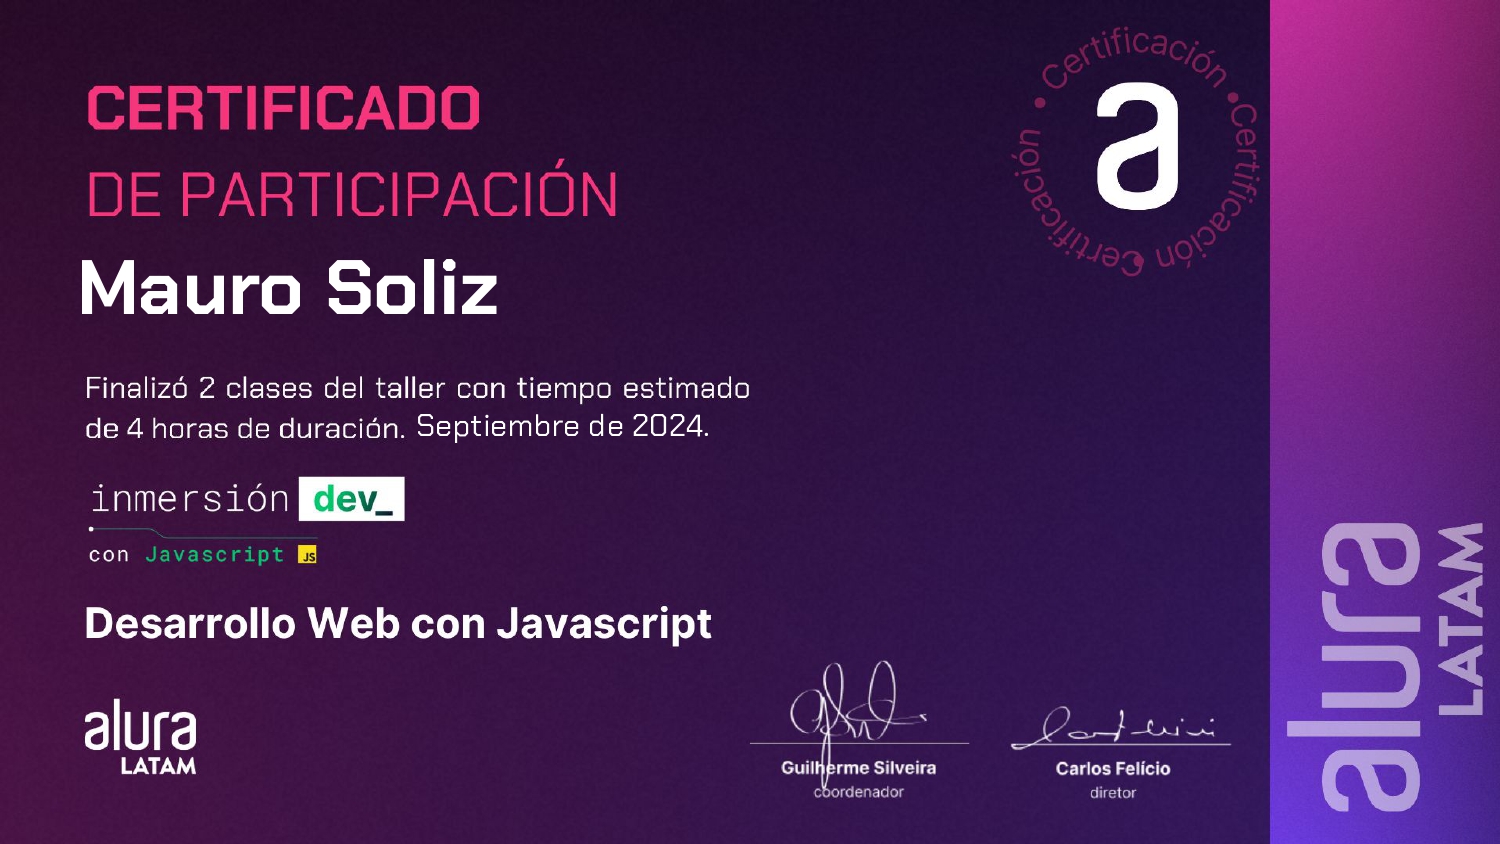 CERTIFICADO
DE PARTICIPACIÓN
Mauro Soliz
Finalizó 2 clases del taller con tiempo estimado
de 4 horas de duración. Septiembre de 2024.
inmersión dev_
con Javascript JS
Desarrollo Web con Javascript
alura
LATAM
Guilherme Silveira
coordenador
Carlos Felício
diretor
a
• Certificación • Certificación • Certificación
alura
LATAM